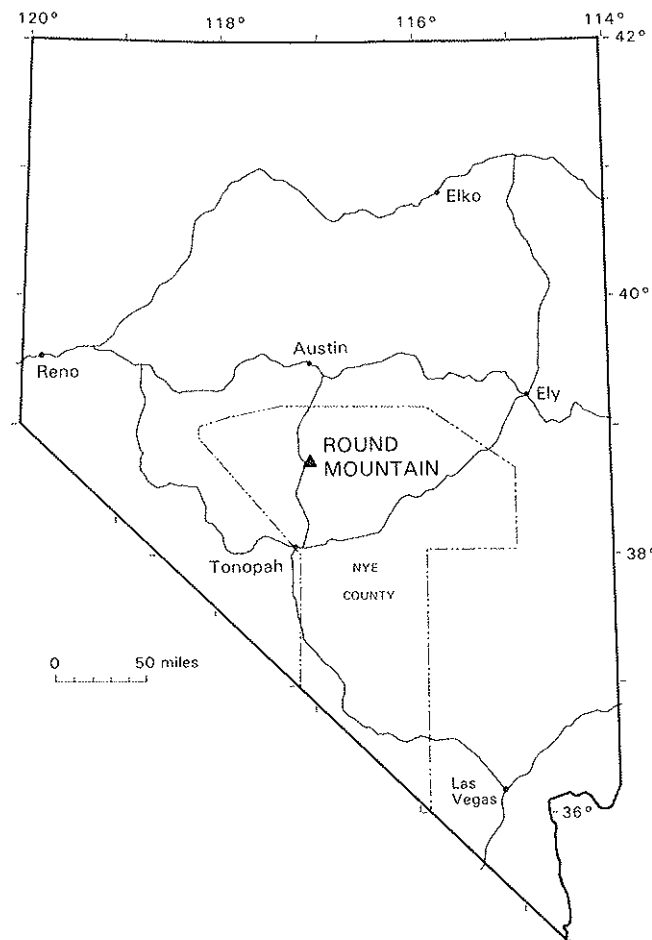 120°
118°
116°
114°
42°
Elko
40°
Austin
Reno
Ely
ROUND
MOUNTAIN
38°
Tonopah
NYE
COUNTY
0 50 miles
Las
Vegas
36°